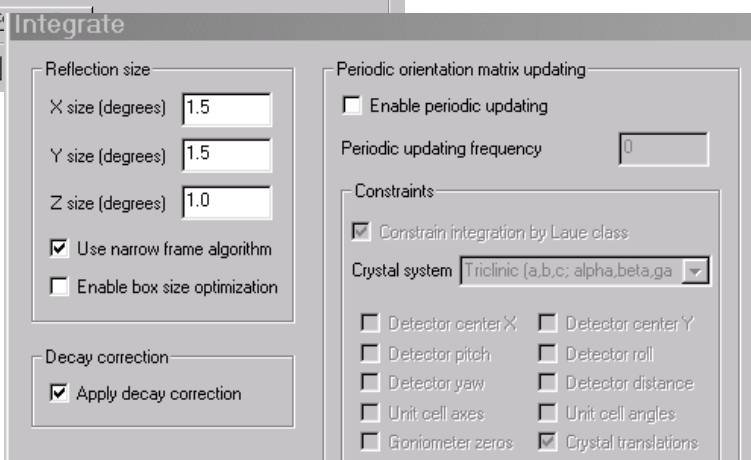 Integrate
Reflection size
X size (degrees) 1.5
Y size (degrees) 1.5
Z size (degrees) 1.0
Use narrow frame algorithm
Enable box size optimization
Decay correction
Apply decay correction
Periodic orientation matrix updating
Enable periodic updating
Periodic updating frequency 0
Constraints
Constrain integration by Laue class
Crystal system Triclinic (a,b,c; alpha,beta,ga
Detector center X Detector center Y
Detector pitch Detector roll
Detector yaw Detector distance
Unit cell axes Unit cell angles
Goniometer zeros Crystal translations